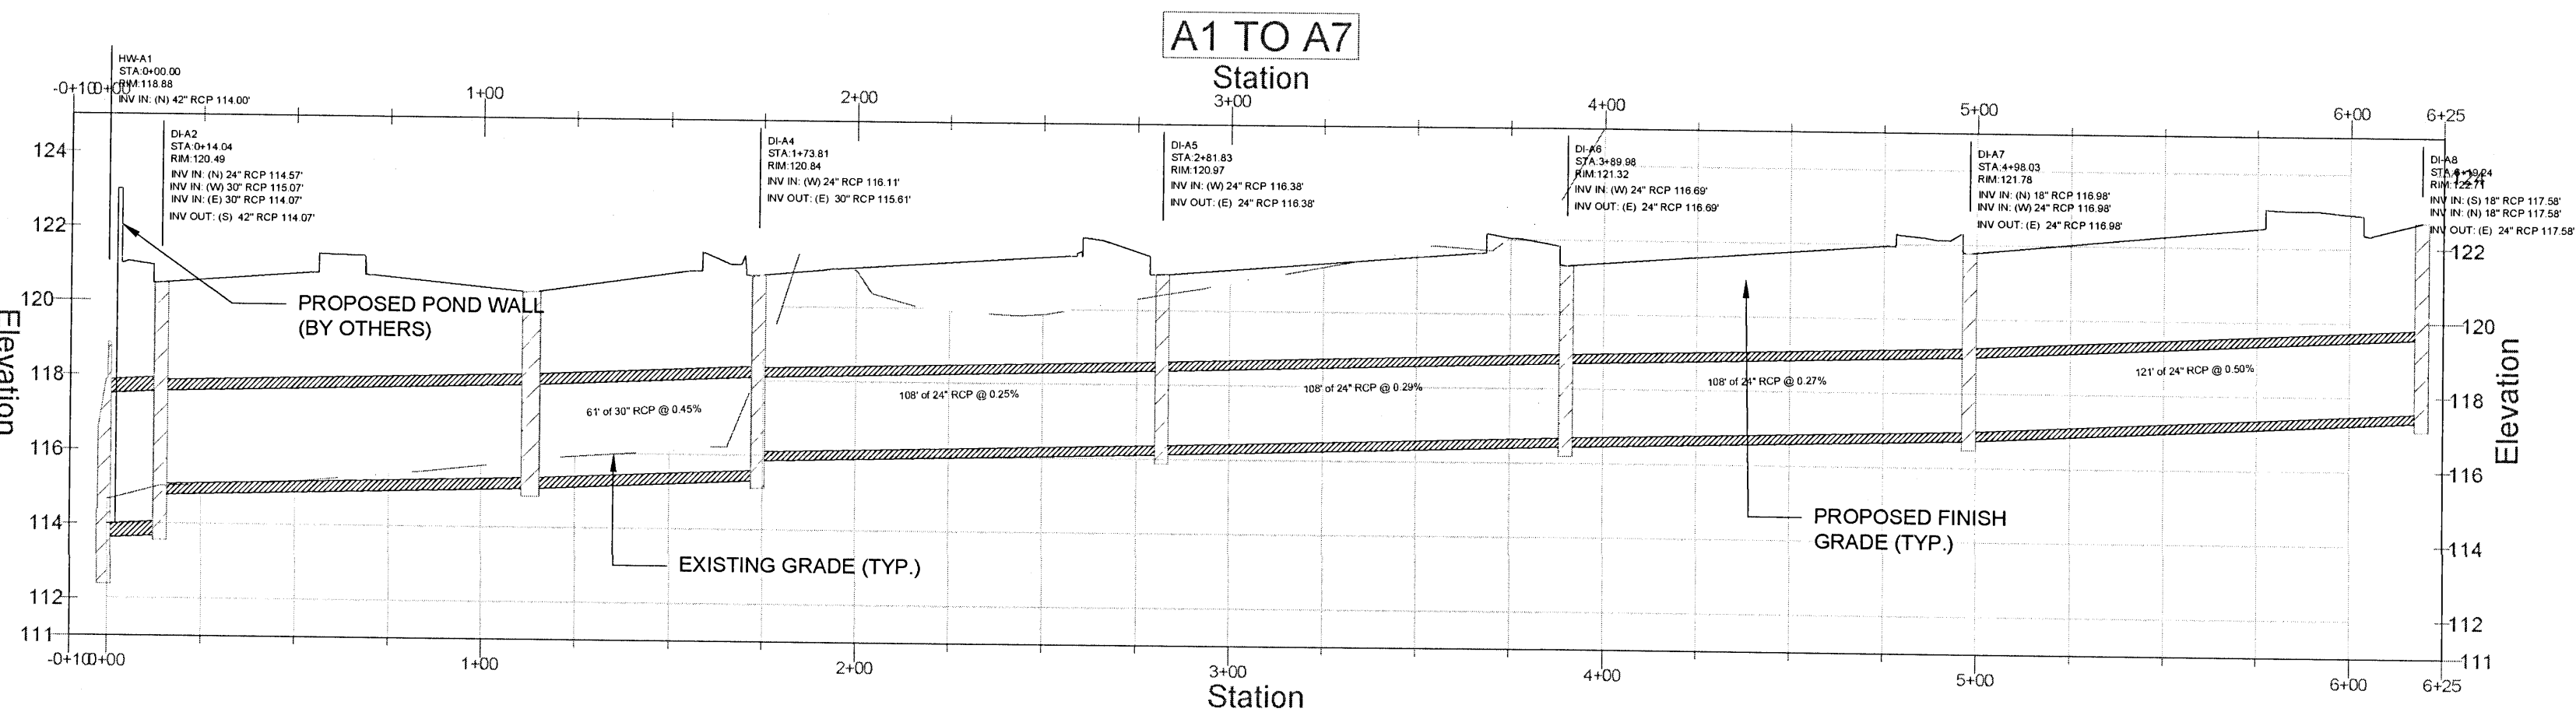 A1 TO A7
Station
-0+10 0+00 1+00 2+00 3+00 4+00 5+00 6+00 6+25
HW-A1
STA:0+00.00
RIM:118.88
INV IN: (N) 42" RCP 114.00'
DI-A2
STA:0+14.04
RIM:120.49
INV IN: (N) 24" RCP 114.57'
INV IN: (W) 30" RCP 115.07'
INV IN: (E) 30" RCP 114.07'
INV OUT: (S) 42" RCP 114.07'
DI-A4
STA:1+73.81
RIM:120.84
INV IN: (W) 24" RCP 116.11'
INV OUT: (E) 30" RCP 115.61'
DI-A5
STA:2+81.83
RIM:120.97
INV IN: (W) 24" RCP 116.38'
INV OUT: (E) 24" RCP 116.38'
DI-A6
STA:3+89.98
RIM:121.32
INV IN: (W) 24" RCP 116.69'
INV OUT: (E) 24" RCP 116.69'
DI-A7
STA:4+98.03
RIM:121.78
INV IN: (N) 18" RCP 116.98'
INV IN: (W) 24" RCP 116.98'
INV OUT: (E) 24" RCP 116.98'
DI-A8
STA:6+19.24
RIM:122.71
INV IN: (S) 18" RCP 117.58'
INV IN: (N) 18" RCP 117.58'
INV OUT: (E) 24" RCP 117.58'
124
122
120
118
116
114
112
111
Elevation
PROPOSED POND WALL
(BY OTHERS)
61' of 30" RCP @ 0.45%
108' of 24" RCP @ 0.25%
108' of 24" RCP @ 0.29%
108' of 24" RCP @ 0.27%
121' of 24" RCP @ 0.50%
EXISTING GRADE (TYP.)
PROPOSED FINISH
GRADE (TYP.)
124
122
120
118
116
114
112
111
Elevation
-0+10 0+00 1+00 2+00 3+00 4+00 5+00 6+00 6+25
Station